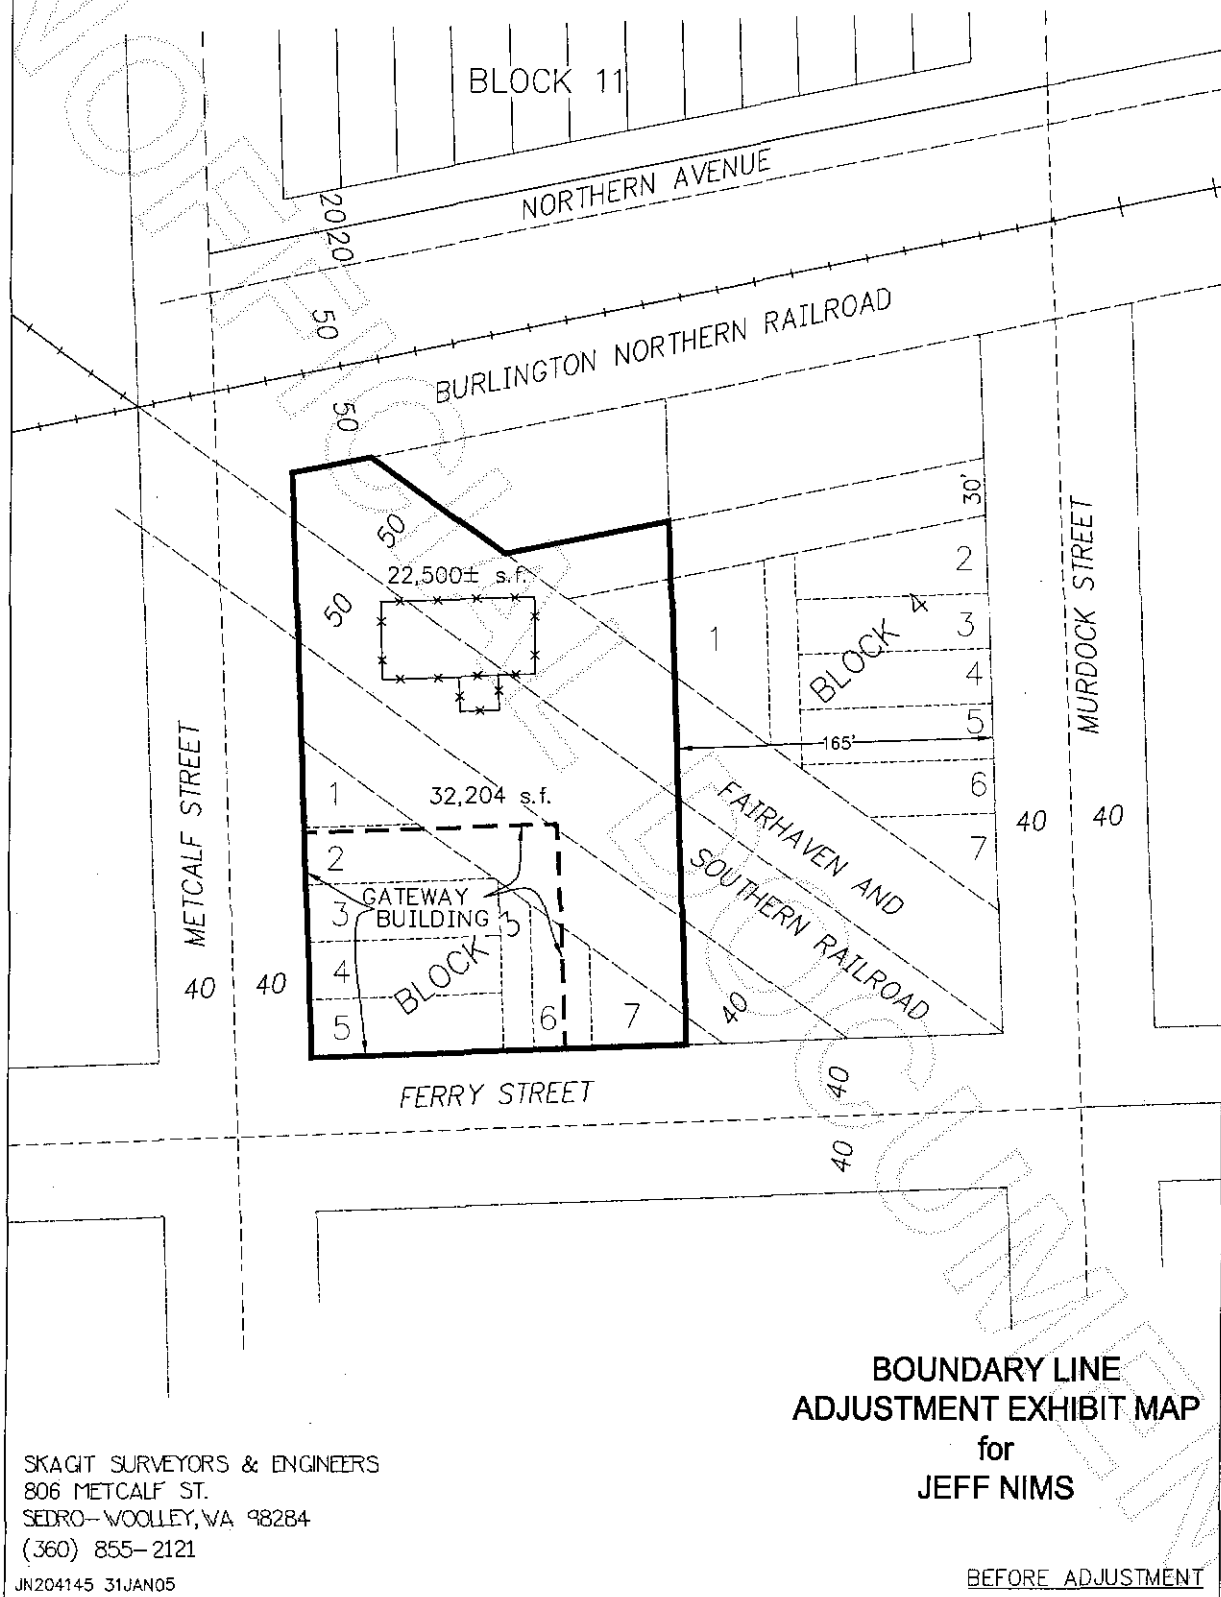 BLOCK 11
NORTHERN AVENUE
20
20
50
BURLINGTON NORTHERN RAILROAD
50
30'
50
22,500± s.f.
50
2
BLOCK 4
3
1
4
MURDOCK STREET
5
165'
METCALF STREET
1
32,204 s.f.
6
FAIRHAVEN AND
40
40
2
7
SOUTHERN RAILROAD
GATEWAY
BUILDING
3
BLOCK 3
4
40
40
5
6
7
40
FERRY STREET
40
40
UNOFFICIAL DOCUMENT
BOUNDARY LINE
ADJUSTMENT EXHIBIT MAP
for
JEFF NIMS
SKAGIT SURVEYORS & ENGINEERS
806 METCALF ST.
SEDRO-WOOLLEY, WA 98284
(360) 855-2121
JN204145 31JAN05
BEFORE ADJUSTMENT